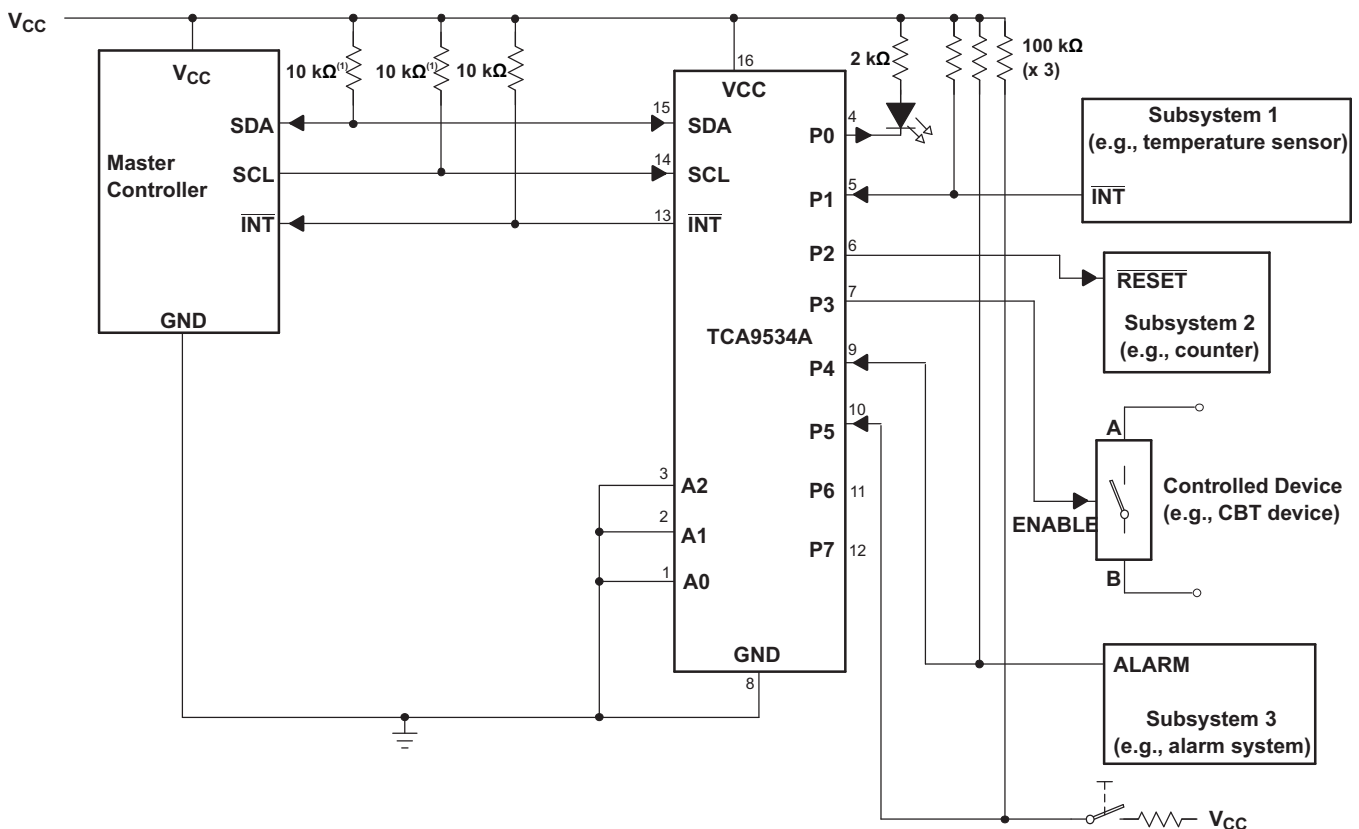 VCC
VCC
10 kΩ(1)
10 kΩ(1)
10 kΩ
SDA
Master
Controller
SCL
INT
GND
16
VCC
15
SDA
14
SCL
13
INT
TCA9534A
3
A2
2
A1
1
A0
GND
8
P0
4
P1
5
P2
6
P3
7
P4
9
P5
10
P6
11
P7
12
2 kΩ
100 kΩ
(x 3)
Subsystem 1
(e.g., temperature sensor)
INT
RESET
Subsystem 2
(e.g., counter)
A
Controlled Device
(e.g., CBT device)
ENABLE
B
ALARM
Subsystem 3
(e.g., alarm system)
VCC